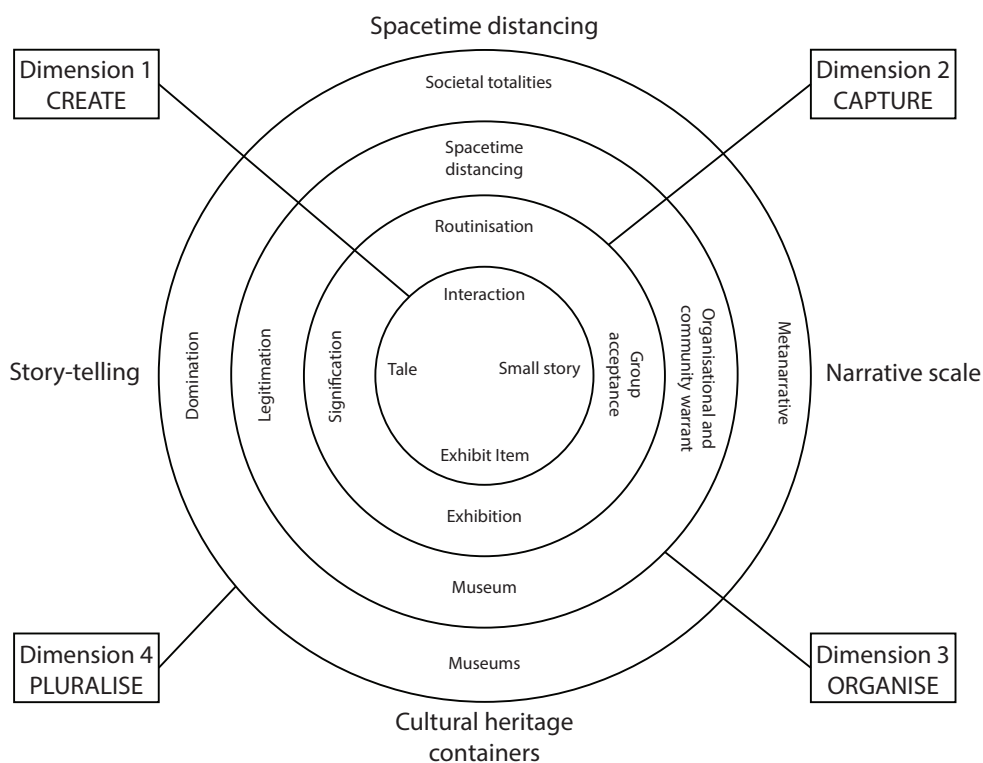 Spacetime distancing
Dimension 1
CREATE
Dimension 2
CAPTURE
Societal totalities
Spacetime
distancing
Routinisation
Interaction
Story-telling
Domination
Legitimation
Signification
Tale
Small story
Group
acceptance
Organisational and
community warrant
Metanarrative
Narrative scale
Exhibit Item
Exhibition
Museum
Museums
Dimension 4
PLURALISE
Dimension 3
ORGANISE
Cultural heritage
containers